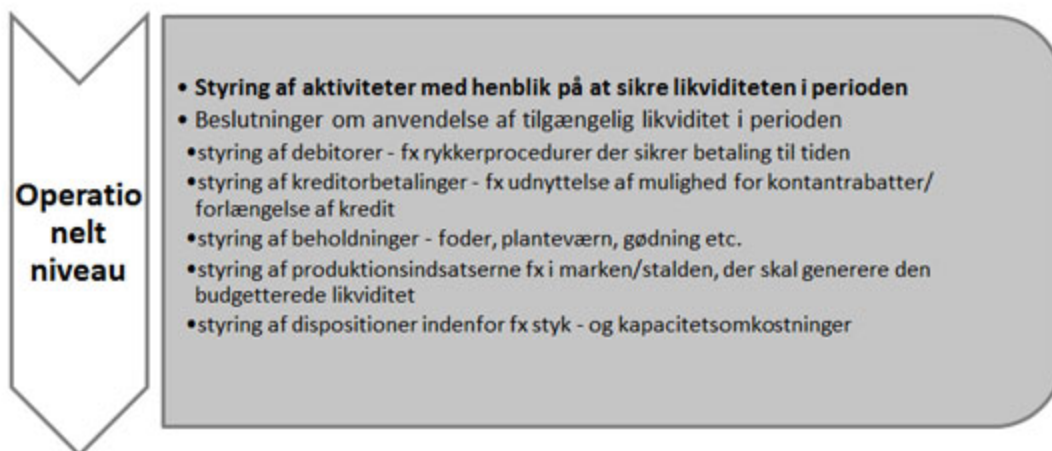 Operatio
nelt
niveau
• Styring af aktiviteter med henblik på at sikre likviditeten i perioden
• Beslutninger om anvendelse af tilgængelig likviditet i perioden
•styring af debitorer - fx rykkerprocedurer der sikrer betaling til tiden
•styring af kreditorbetalinger - fx udnyttelse af mulighed for kontantrabatter/
forlængelse af kredit
•styring af beholdninger - foder, planteværn, gødning etc.
•styring af produktionsindsatserne fx i marken/stalden, der skal generere den
budgetterede likviditet
•styring af dispositioner indenfor fx styk - og kapacitetsomkostninger